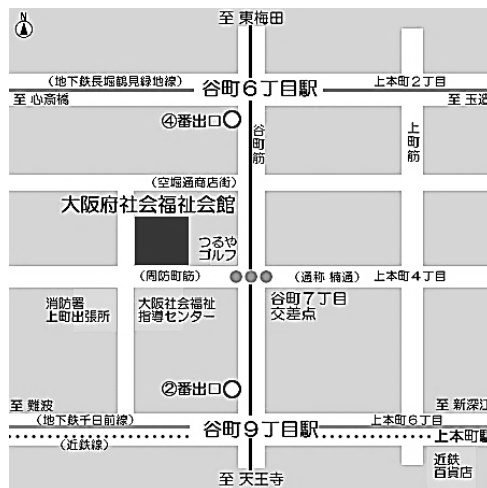 N
至 東梅田
(地下鉄長堀鶴見緑地線)
谷町6丁目駅
上本町2丁目
至 心斎橋
至 玉造
④番出口
谷町筋
上町筋
(空堀通商店街)
大阪府社会福祉会館
つるや
ゴルフ
(周防町筋)
(通称 楠通)
上本町4丁目
消防署
上町出張所
大阪社会福祉
指導センター
谷町7丁目
交差点
②番出口
至 難波
至 新深江
(地下鉄千日前線)
谷町9丁目駅
上本町6丁目
(近鉄線)
上本町駅
近鉄
百貨店
至 天王寺